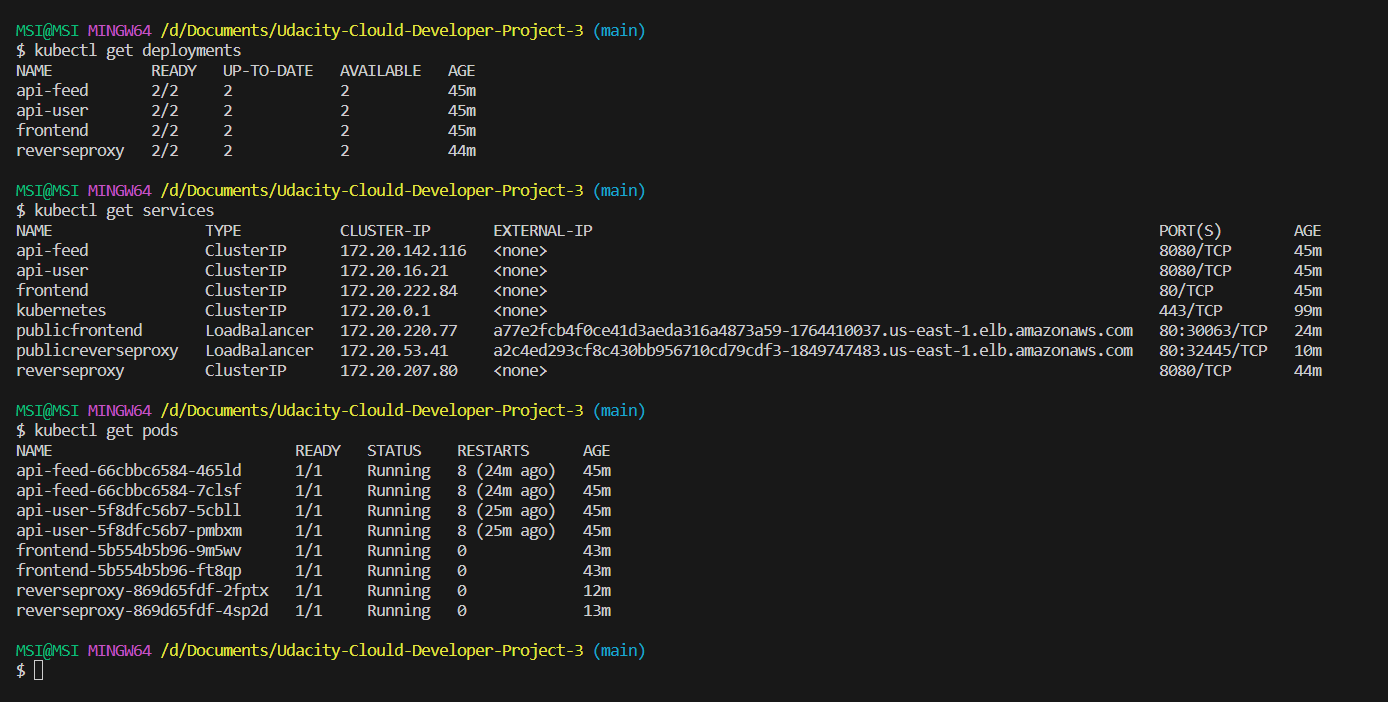 MSI@MSI MINGW64 /d/Documents/Udacity-Clould-Developer-Project-3 (main)
$ kubectl get deployments
NAME           READY   UP-TO-DATE   AVAILABLE   AGE
api-feed       2/2     2            2           45m
api-user       2/2     2            2           45m
frontend       2/2     2            2           45m
reverseproxy   2/2     2            2           44m
MSI@MSI MINGW64 /d/Documents/Udacity-Clould-Developer-Project-3 (main)
$ kubectl get services
NAME                 TYPE           CLUSTER-IP       EXTERNAL-IP                                                               PORT(S)        AGE
api-feed             ClusterIP      172.20.142.116   <none>                                                                    8080/TCP       45m
api-user             ClusterIP      172.20.16.21     <none>                                                                    8080/TCP       45m
frontend             ClusterIP      172.20.222.84    <none>                                                                    80/TCP         45m
kubernetes           ClusterIP      172.20.0.1       <none>                                                                    443/TCP        99m
publicfrontend       LoadBalancer   172.20.220.77    a77e2fcb4f0ce41d3aeda316a4873a59-1764410037.us-east-1.elb.amazonaws.com   80:30063/TCP   24m
publicreverseproxy   LoadBalancer   172.20.53.41     a2c4ed293cf8c430bb956710cd79cdf3-1849747483.us-east-1.elb.amazonaws.com   80:32445/TCP   10m
reverseproxy         ClusterIP      172.20.207.80    <none>                                                                    8080/TCP       44m
MSI@MSI MINGW64 /d/Documents/Udacity-Clould-Developer-Project-3 (main)
$ kubectl get pods
NAME                           READY   STATUS    RESTARTS      AGE
api-feed-66cbbc6584-465ld      1/1     Running   8 (24m ago)   45m
api-feed-66cbbc6584-7clsf      1/1     Running   8 (24m ago)   45m
api-user-5f8dfc56b7-5cbll      1/1     Running   8 (25m ago)   45m
api-user-5f8dfc56b7-pmbxm      1/1     Running   8 (25m ago)   45m
frontend-5b554b5b96-9m5wv      1/1     Running   0             43m
frontend-5b554b5b96-ft8qp      1/1     Running   0             43m
reverseproxy-869d65fdf-2fptx   1/1     Running   0             12m
reverseproxy-869d65fdf-4sp2d   1/1     Running   0             13m
MSI@MSI MINGW64 /d/Documents/Udacity-Clould-Developer-Project-3 (main)
$